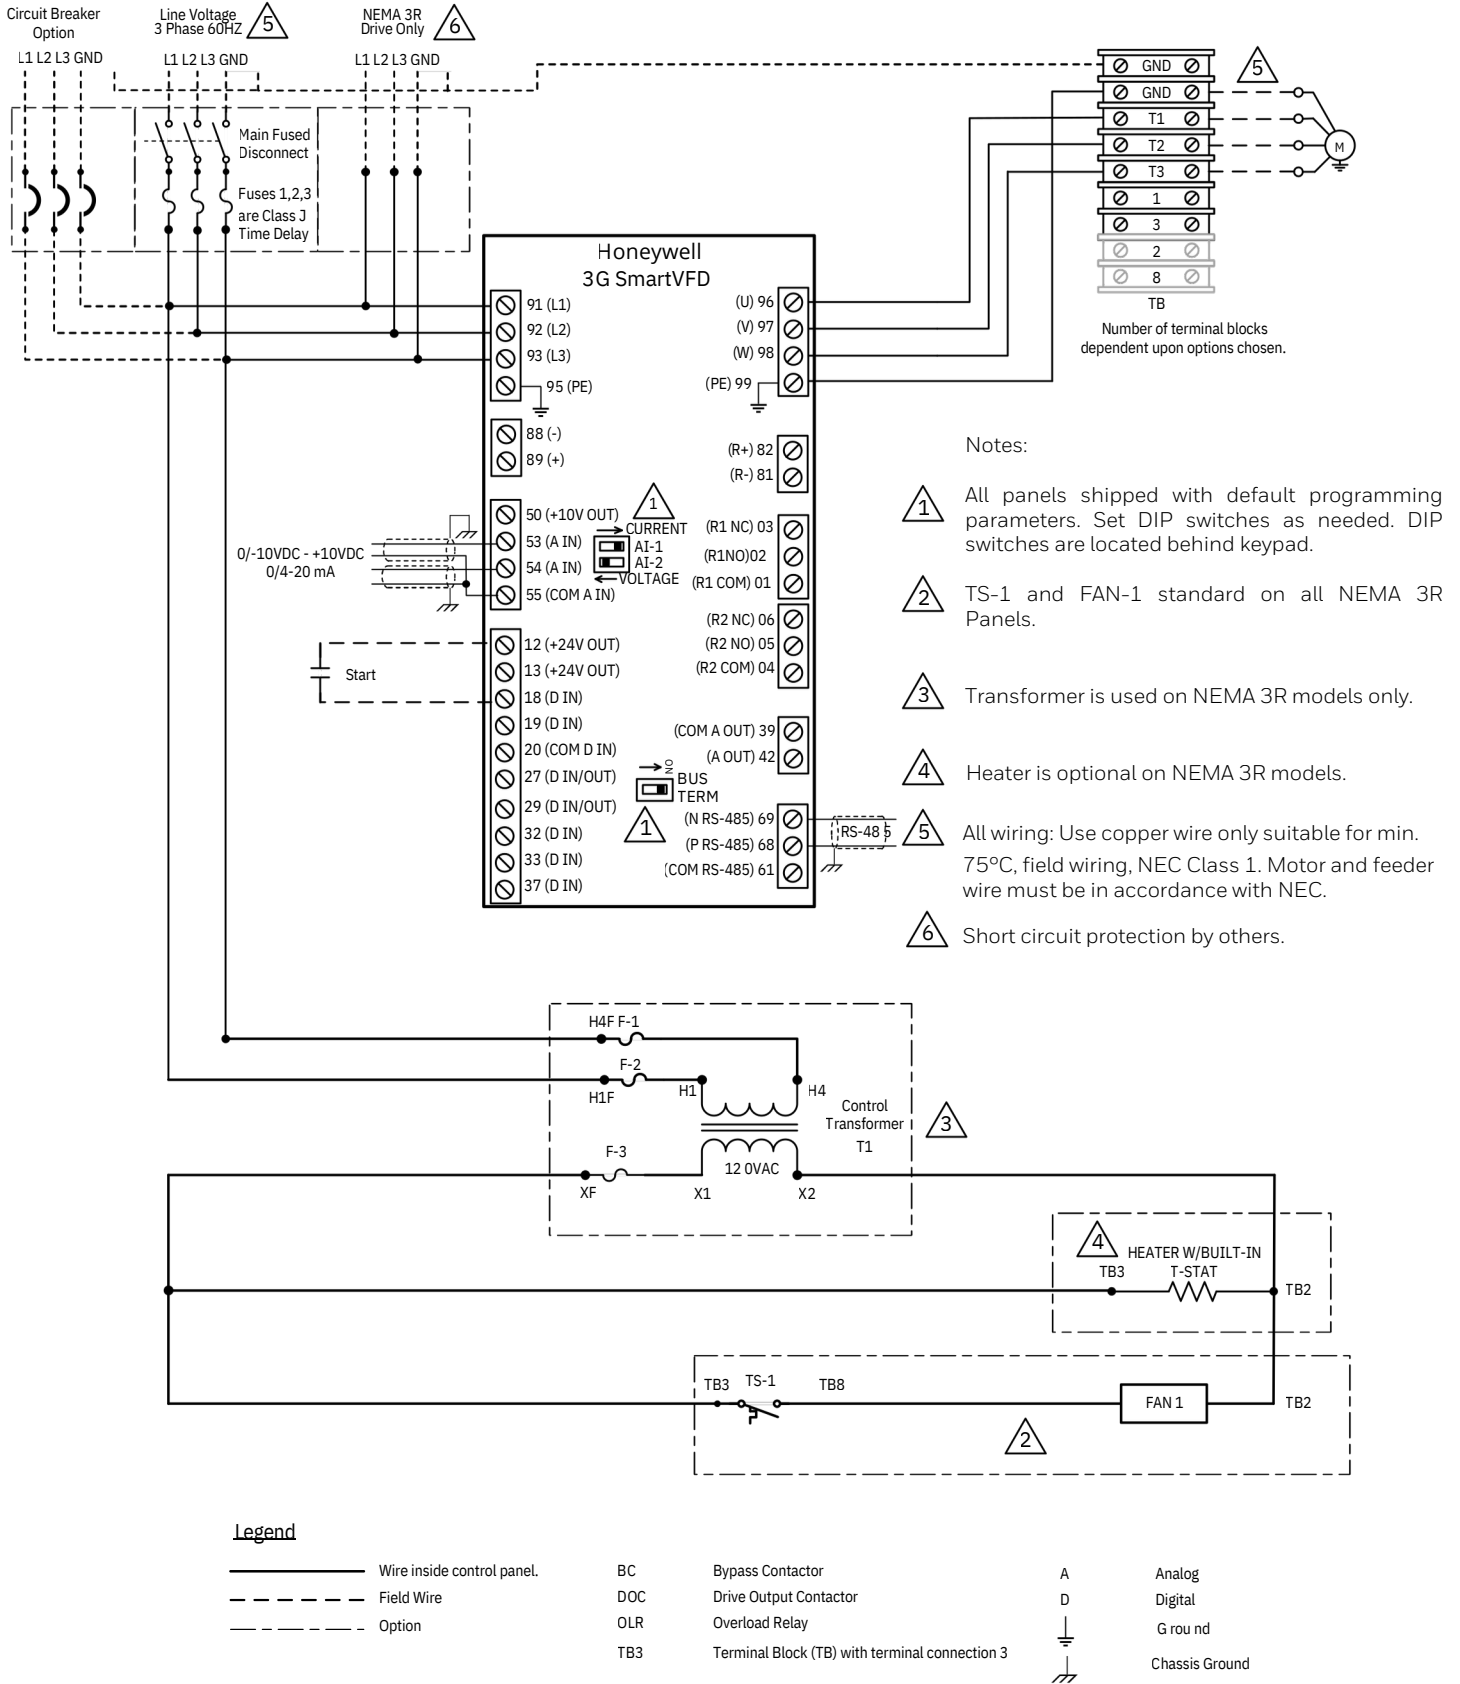 Circuit Breaker
Option
L1 L2 L3 GND
Line Voltage
3 Phase 60HZ
5
L1 L2 L3 GND
NEMA 3R
Drive Only
6
L1 L2 L3 GND
Main Fused
Disconnect
Fuses 1,2,3
are Class J
Time Delay
GND
GND
T1
T2
T3
1
3
2
8
TB
5
M
Number of terminal blocks
dependent upon options chosen.
Honeywell
3G SmartVFD
91 (L1)
92 (L2)
93 (L3)
95 (PE)
88 (-)
89 (+)
50 (+10V OUT)
53 (A IN)
54 (A IN)
55 (COM A IN)
0/-10VDC - +10VDC
0/4-20 mA
1
CURRENT
AI-1
AI-2
VOLTAGE
12 (+24V OUT)
13 (+24V OUT)
18 (D IN)
19 (D IN)
20 (COM D IN)
27 (D IN/OUT)
29 (D IN/OUT)
32 (D IN)
33 (D IN)
37 (D IN)
Start
ON
BUS
TERM
1
(U) 96
(V) 97
(W) 98
(PE) 99
(R+) 82
(R-) 81
(R1 NC) 03
(R1NO)02
(R1 COM) 01
(R2 NC) 06
(R2 NO) 05
(R2 COM) 04
(COM A OUT) 39
(A OUT) 42
(N RS-485) 69
(P RS-485) 68
(COM RS-485) 61
RS-48 5
Notes:
1
All panels shipped with default programming
parameters. Set DIP switches as needed. DIP
switches are located behind keypad.
2
TS-1 and FAN-1 standard on all NEMA 3R
Panels.
3
Transformer is used on NEMA 3R models only.
4
Heater is optional on NEMA 3R models.
5
All wiring: Use copper wire only suitable for min.
75°C, field wiring, NEC Class 1. Motor and feeder
wire must be in accordance with NEC.
6
Short circuit protection by others.
H4F F-1
F-2
H1F
H1
H4
Control
Transformer
T1
3
F-3
XF
X1
12 0VAC
X2
4
HEATER W/BUILT-IN
T-STAT
TB3
TB2
TB3
TS-1
TB8
FAN 1
TB2
2
Legend
Wire inside control panel.
Field Wire
Option
BC
Bypass Contactor
DOC
Drive Output Contactor
OLR
Overload Relay
TB3
Terminal Block (TB) with terminal connection 3
A
Analog
D
Digital
G rou nd
Chassis Ground